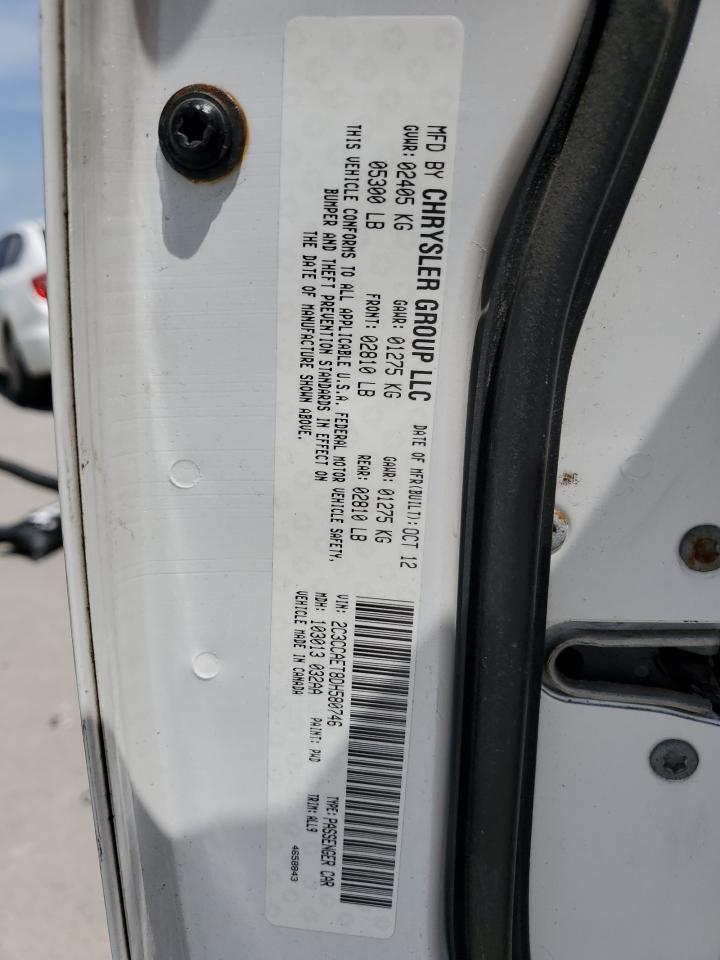 MFD BY CHRYSLER GROUP LLC DATE OF MFR(BUILT): OCT 12
GVWR: 02405 KG GAWR: 01275 KG GAWR: 01275 KG
05300 LB FRONT: 02810 LB REAR: 02810 LB
THIS VEHICLE CONFORMS TO ALL APPLICABLE U.S.A. FEDERAL MOTOR VEHICLE SAFETY,
BUMPER AND THEFT PREVENTION STANDARDS IN EFFECT ON
THE DATE OF MANUFACTURE SHOWN ABOVE.
VIN: 2C3CCAET8DH580746 TYPE: PASSENGER CAR
MDH: 103013 032AA PAINT: PWD TRIM: ALL9
VEHICLE MADE IN CANADA 4658843